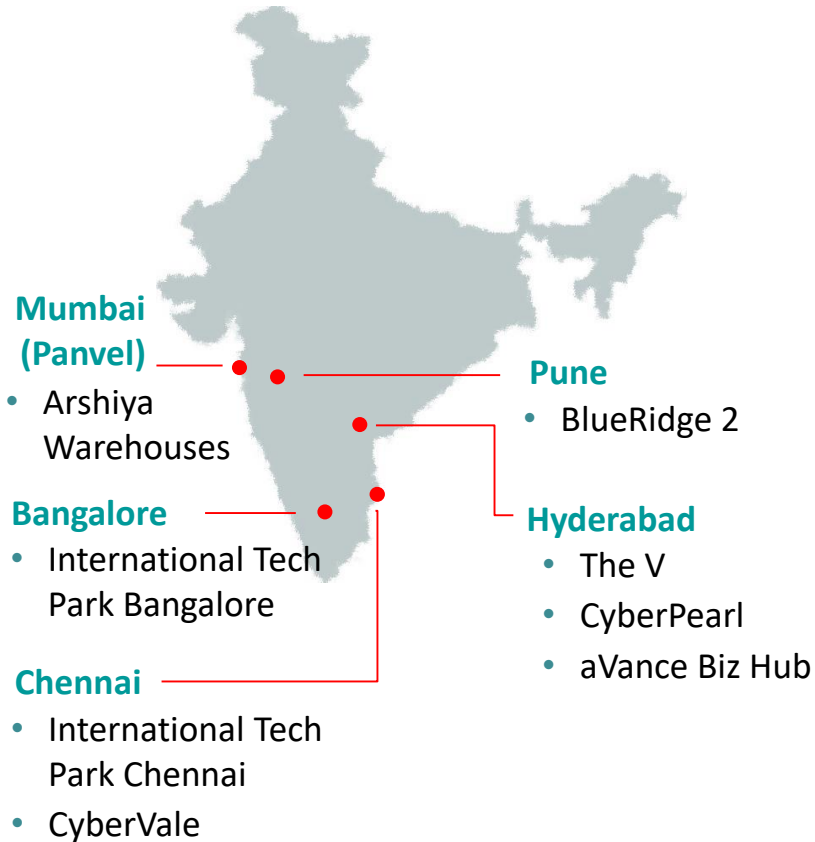 Mumbai
(Panvel)
• Arshiya
Warehouses
Pune
• BlueRidge 2
Bangalore
• International Tech
Park Bangalore
Hyderabad
• The V
• CyberPearl
• aVance Biz Hub
Chennai
• International Tech
Park Chennai
• CyberVale